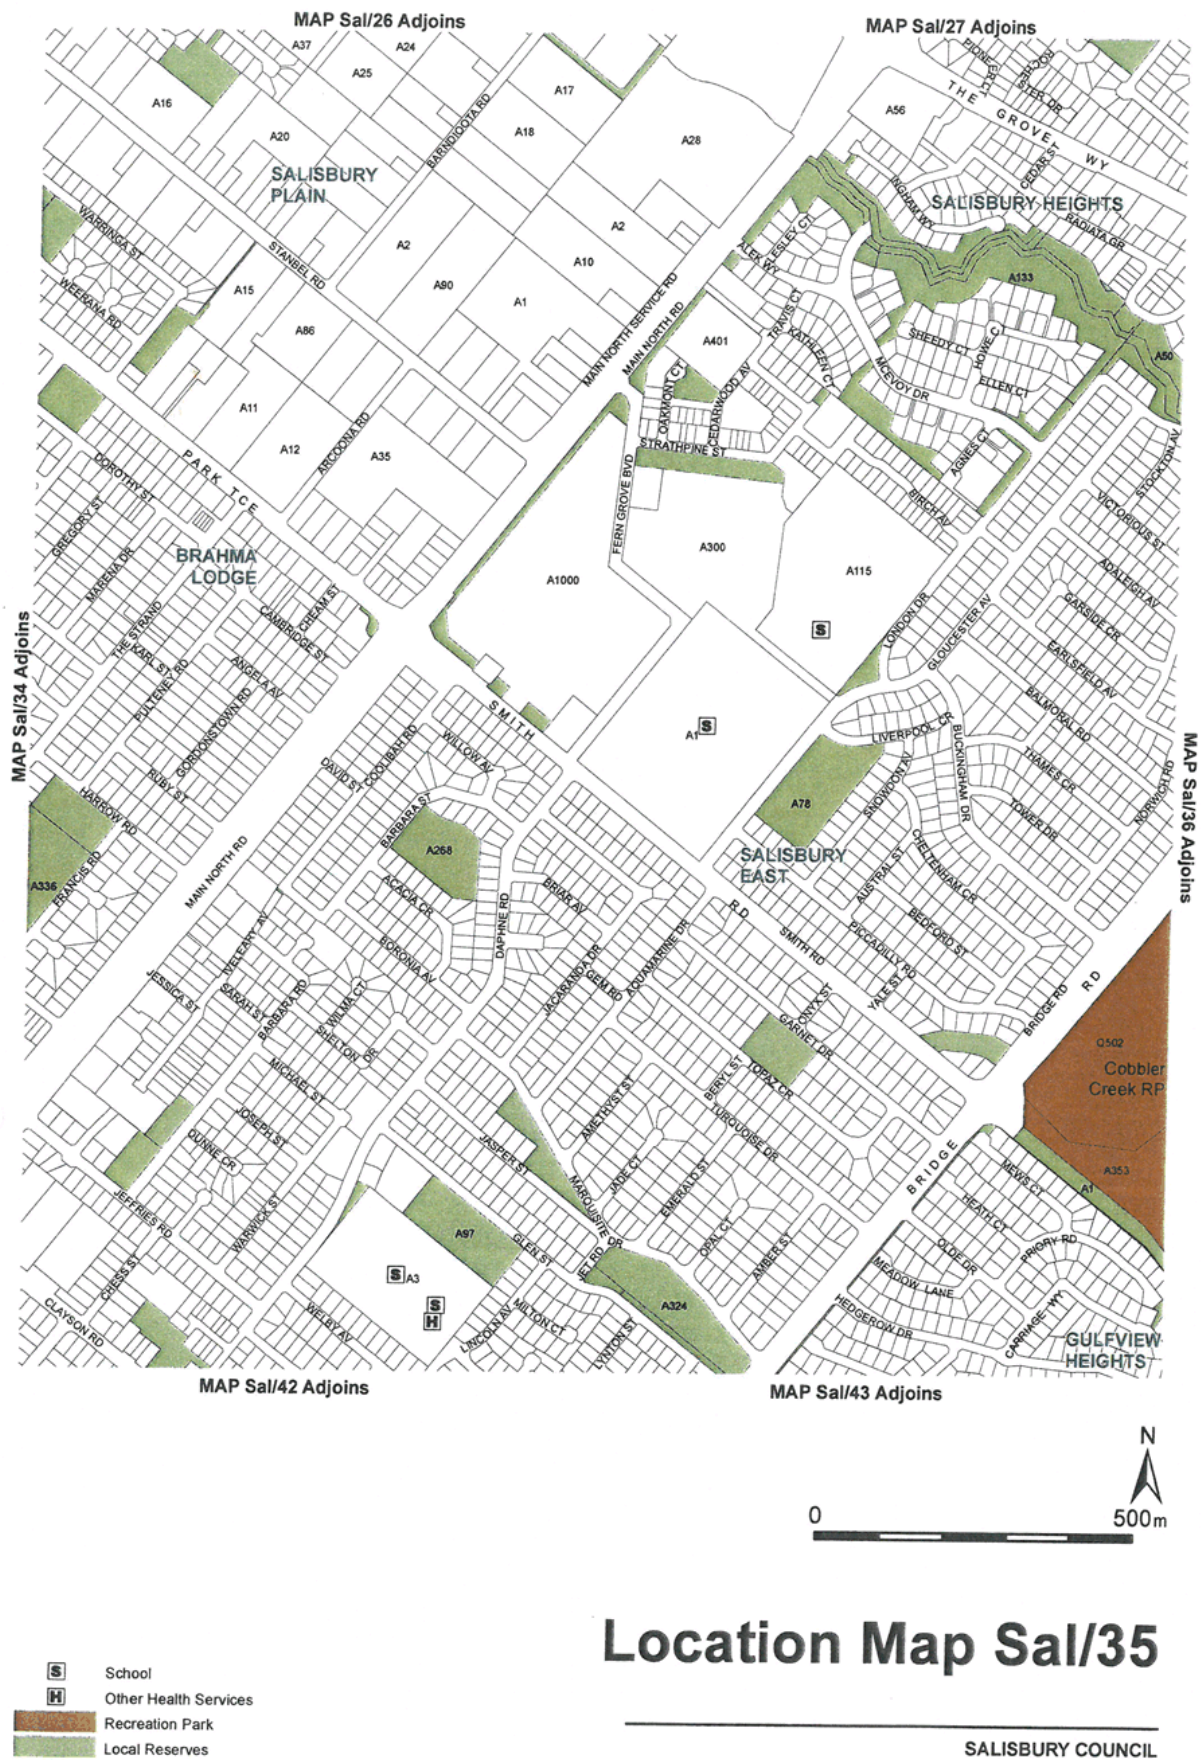 MAP Sal/26 Adjoins
MAP Sal/27 Adjoins
A37
A24
A25
A16
A20
A17
A18
A28
A56
BARNDIOOTA RD
PIONEER CT
ROCHESTER DR
THE GROVE WY
CEDAR ST
SALISBURY
PLAIN
INGHAM WY
SALISBURY HEIGHTS
RADIATA GR
WARRINGA ST
WEERANA RD
STANBEL RD
A2
A2
A10
A90
A1
A15
A86
ALEK WY
LESLEY CT
A133
MAIN NORTH SERVICE RD
MAIN NORTH RD
TRAVIS CT
KATHLEEN CT
A401
SHEEDY CT
HOWE CT
ELLEN CT
A50
MCEVOY DR
OAKMONT CT
CEDARWOOD AV
STRATHPINE ST
AGNES CT
STOCKTON AV
A11
A12
ARCOONA RD
A35
PARK TCE
DOROTHY ST
GREGORY ST
MARENA DR
BRAHMA
LODGE
FERN GROVE BVD
BIRCH AV
VICTORIOUS ST
A300
A115
A1000
ADALEIGH AV
GARSIDE CR
LONDON DR
GLOUCESTER AV
EARLSFIELD AV
BALMORAL RD
THE STRAND
KARL ST
CHEAM ST
CAMBRIDGE ST
ANGELA AV
PULTENEY RD
GORDONSTOWN RD
RUBY ST
MAP Sal/34 Adjoins
S
S
A1
SMITH
LIVERPOOL CR
BUCKINGHAM DR
SNOWDON AV
THAMES CR
TOWER DR
NORWICH RD
MAP Sal/36 Adjoins
WILLOW AV
COOLIBAH RD
DAVID ST
BARBARA ST
HARROW RD
A336
FRANCIS RD
MAIN NORTH RD
A268
A78
SALISBURY
EAST
CHELTENHAM CR
AUSTRAL ST
ACACIA CR
DAPHNE RD
BRIAR AV
BORONIA AV
RD
SMITH RD
BEDFORD ST
PICCADILLY RD
YALE ST
IVELEARY AV
JESSICA ST
SARAH ST
BARBARA RD
WILMA CT
SHELTON DR
JACARANDA DR
GEM RD
AQUAMARINE DR
ONYX ST
GARNET DR
BRIDGE RD
RD
Q502
Cobbler
Creek RP
A353
A1
MICHAEL ST
JOSEPH ST
DUNNE CR
BERYL ST
TOPAZ CR
TURQUOISE DR
AMETHYST ST
JASPER ST
JADE CT
EMERALD ST
MARQUISITE DR
BRIDGE
MEWS CT
HEATH CT
PRIORY RD
OLDE DR
MEADOW LANE
HEDGEROW DR
CARRIAGE WY
JEFFRIES RD
WARWICK S
CHESS ST
CLAYSON RD
A97
GLEN ST
JET RD
OPAL CT
AMBER ST
S
A3
S
H
A324
WELBY AV
LINCOLN AV
MILTON CT
LYNTON ST
GULFVIEW
HEIGHTS
MAP Sal/42 Adjoins
MAP Sal/43 Adjoins
N
0
500m
Location Map Sal/35
S School
H Other Health Services
Recreation Park
Local Reserves
SALISBURY COUNCIL